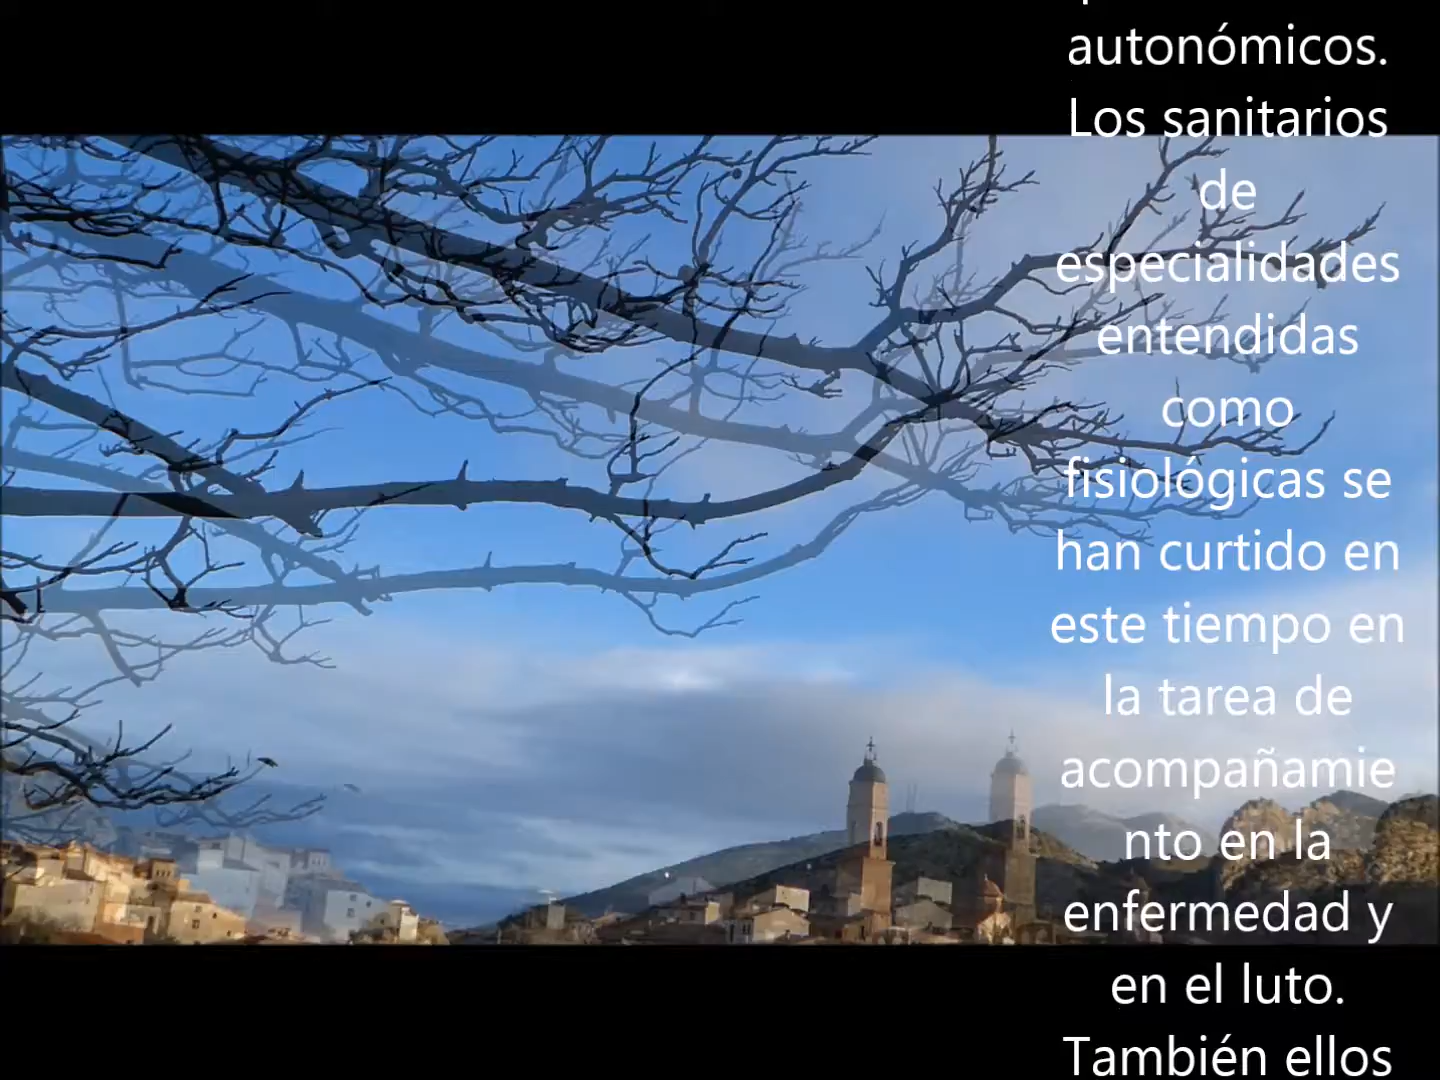 autonómicos.
Los sanitarios
de
especialidades
entendidas
como
fisiológicas se
han curtido en
este tiempo en
la tarea de
acompañamie
nto en la
enfermedad y
en el luto.
También ellos